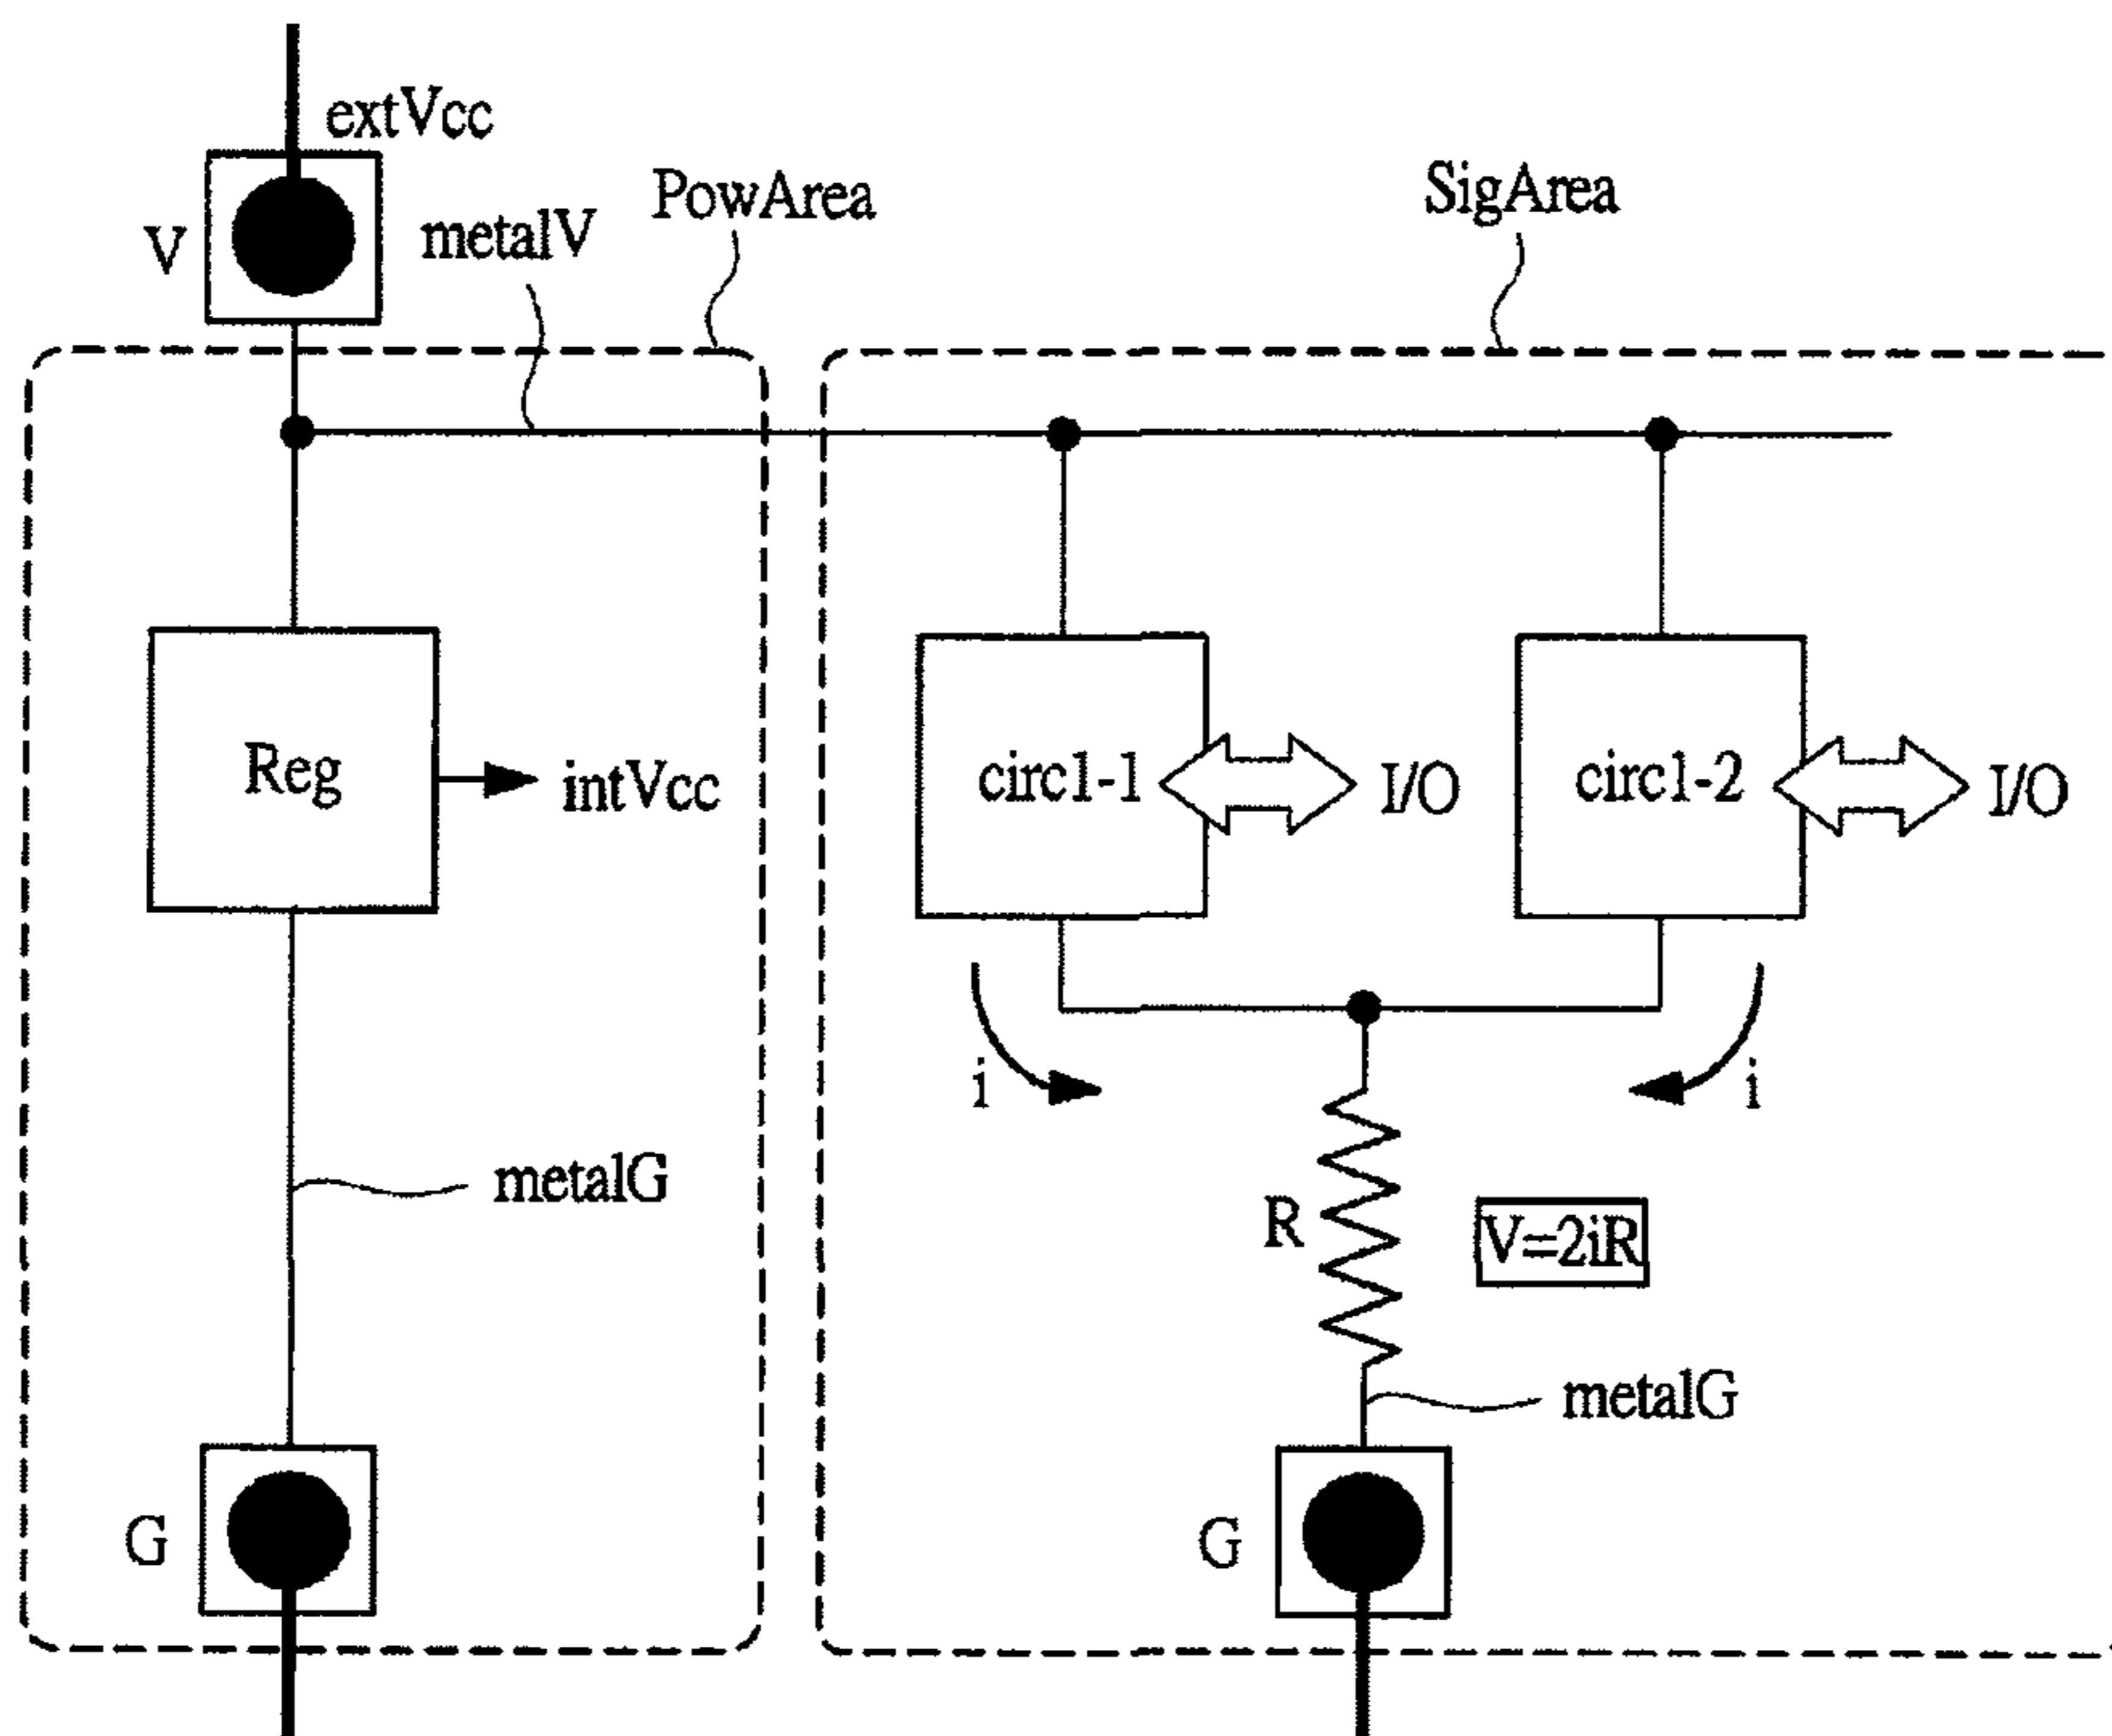 extVcc
PowArea
SigArea
metalV
V
Reg
intVcc
circ1-1
I/O
circ1-2
I/O
i
i
metalG
R
V=2iR
metalG
G
G